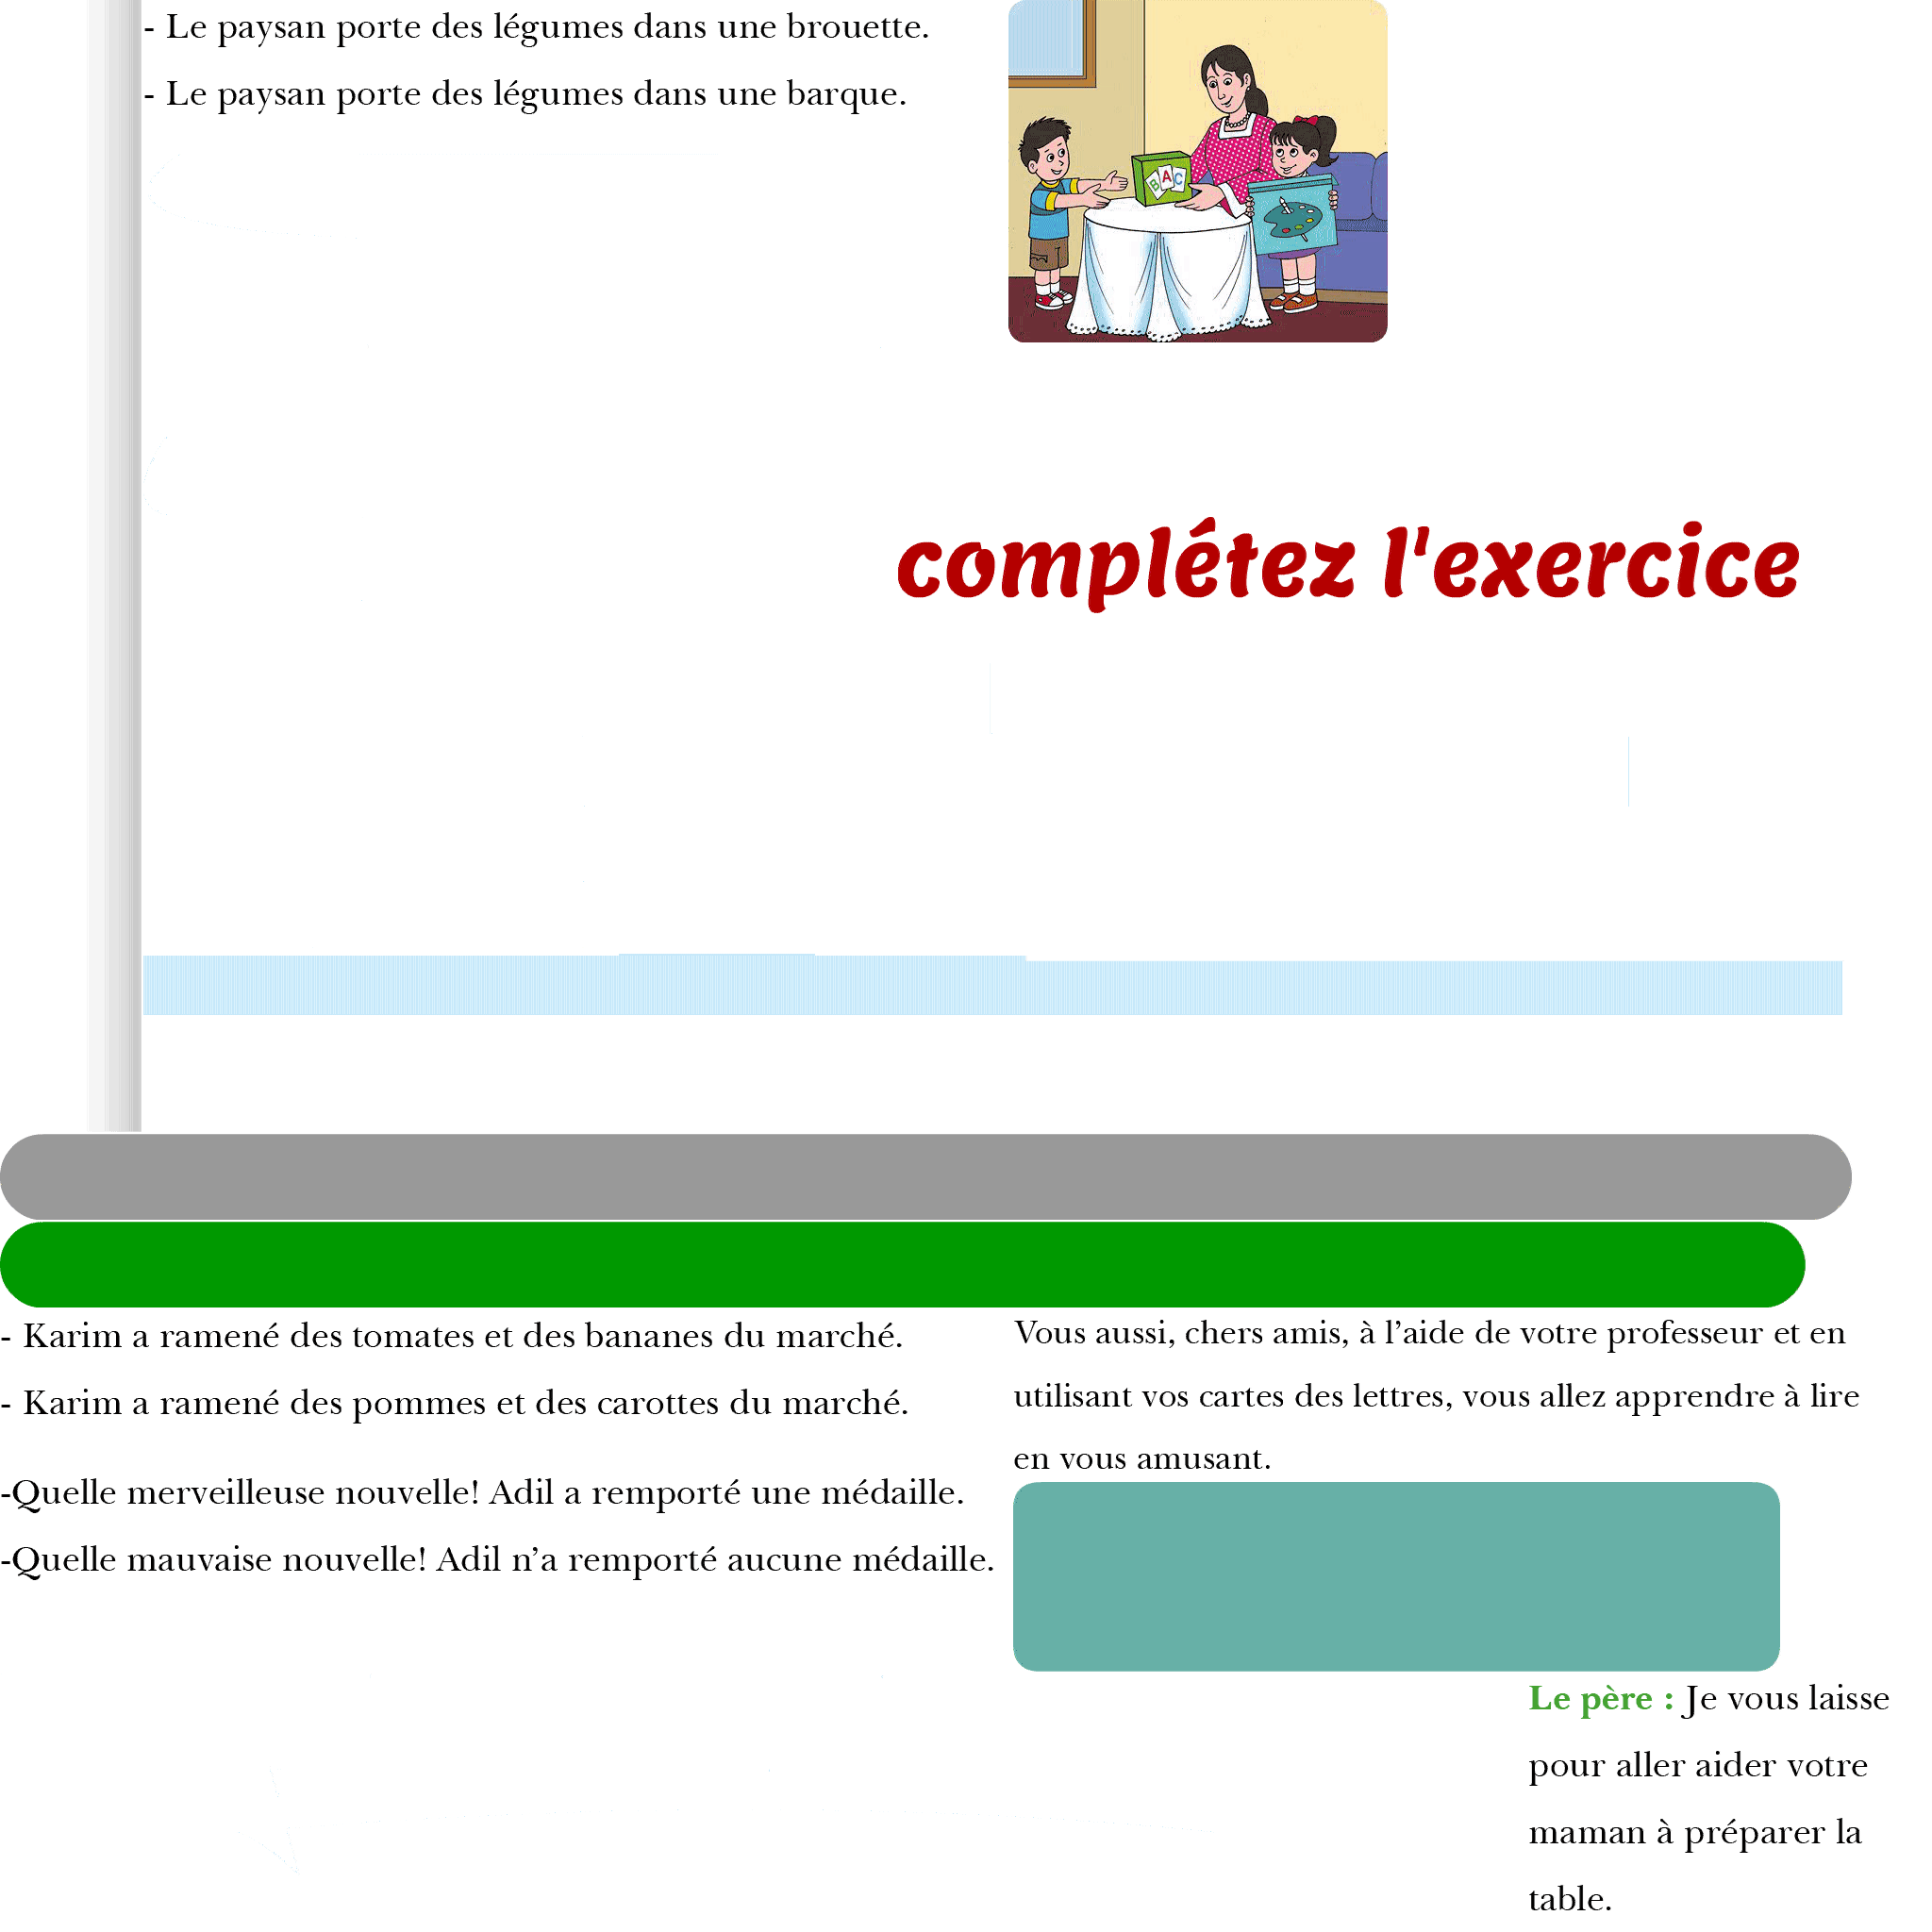 - Le paysan porte des légumes dans une brouette.
- Le paysan porte des légumes dans une barque.
BAC
complétez l'exercice
- Karim a ramené des tomates et des bananes du marché.
- Karim a ramené des pommes et des carottes du marché.
-Quelle merveilleuse nouvelle! Adil a remporté une médaille.
-Quelle mauvaise nouvelle! Adil n’a remporté aucune médaille.
Vous aussi, chers amis, à l’aide de votre professeur et en
utilisant vos cartes des lettres, vous allez apprendre à lire
en vous amusant.
Le père : Je vous laisse
pour aller aider votre
maman à préparer la
table.